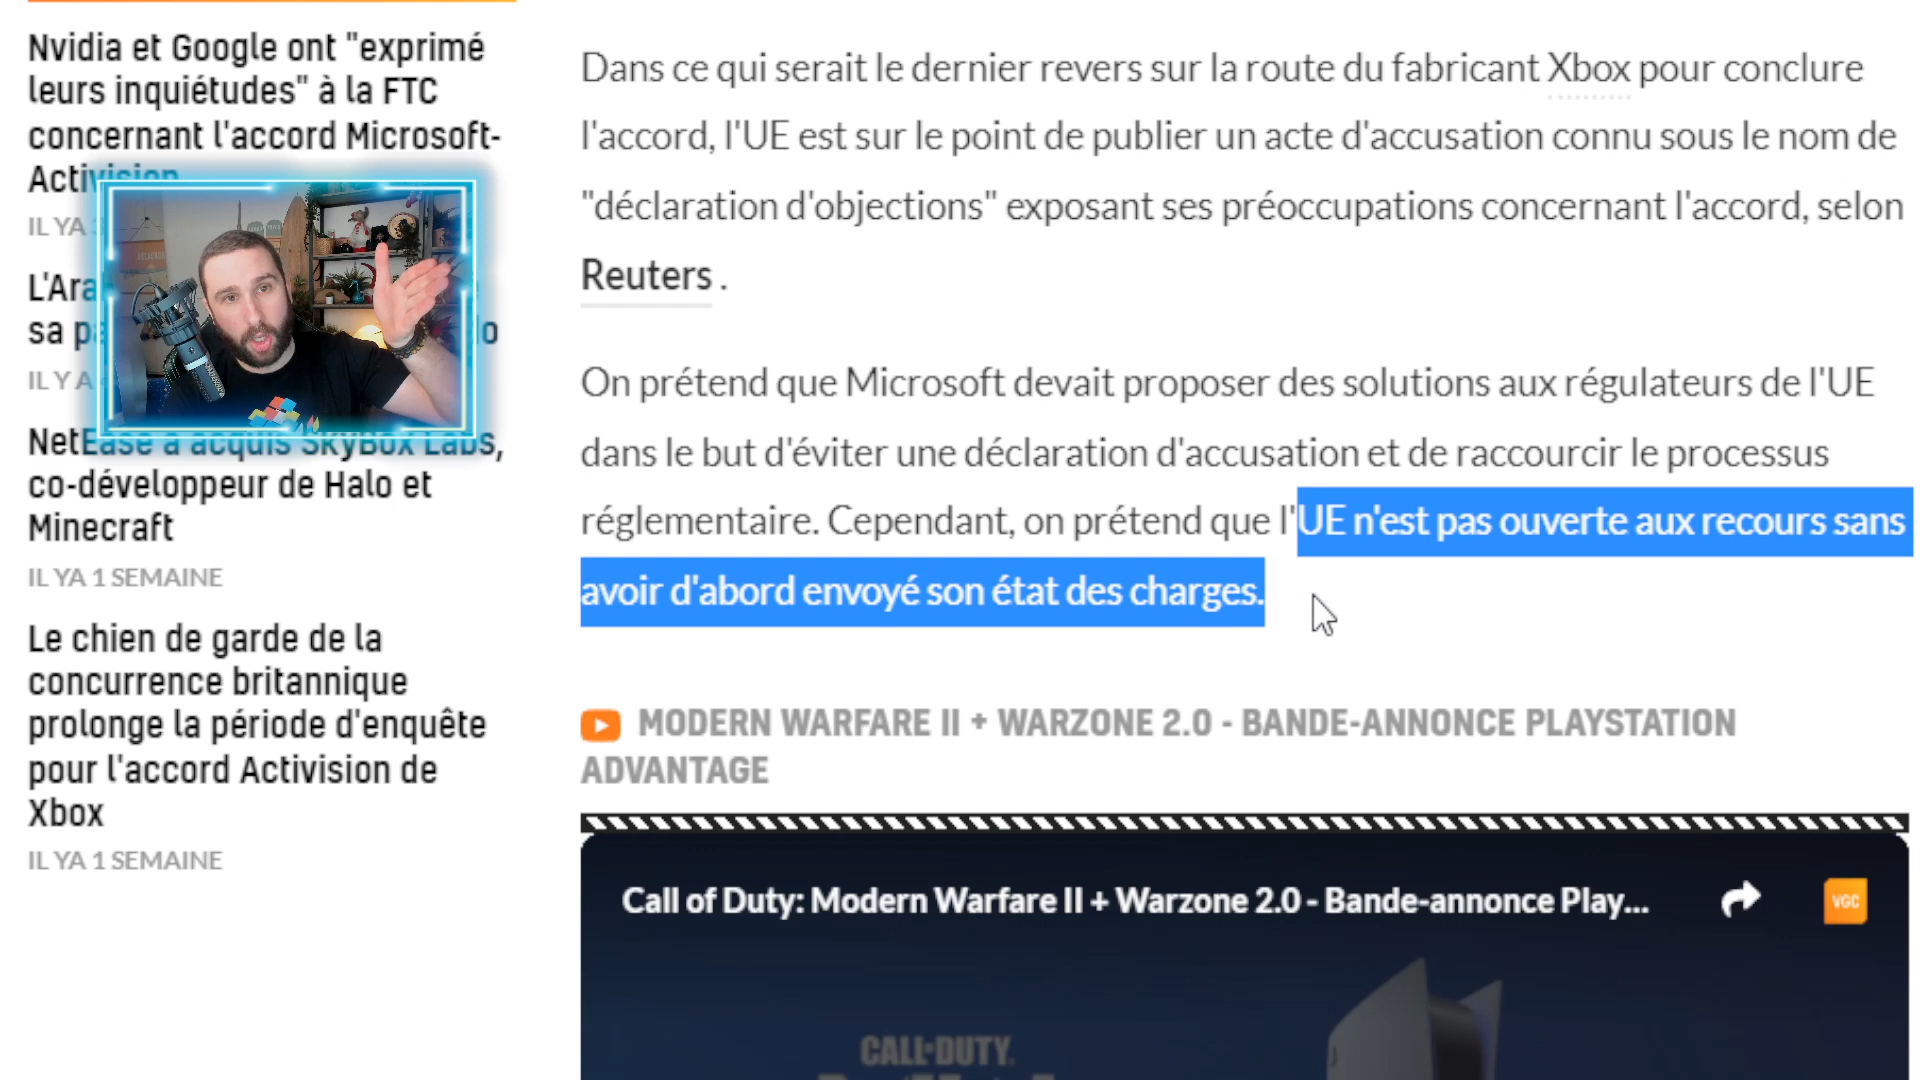 Nvidia et Google ont "exprimé
leurs inquiétudes" à la FTC
concernant l'accord Microsoft-
Activision
IL YA
L'Ara
sa pa
IL Y A
NetEase a acquis SkyBox Labs,
co-développeur de Halo et
Minecraft
IL YA 1 SEMAINE
Le chien de garde de la
concurrence britannique
prolonge la période d'enquête
pour l'accord Activision de
Xbox
IL YA 1 SEMAINE
Dans ce qui serait le dernier revers sur la route du fabricant Xbox pour conclure
l'accord, l'UE est sur le point de publier un acte d'accusation connu sous le nom de
"déclaration d'objections" exposant ses préoccupations concernant l'accord, selon
Reuters .
On prétend que Microsoft devait proposer des solutions aux régulateurs de l'UE
dans le but d'éviter une déclaration d'accusation et de raccourcir le processus
réglementaire. Cependant, on prétend que l'UE n'est pas ouverte aux recours sans
avoir d'abord envoyé son état des charges.
MODERN WARFARE II + WARZONE 2.0 - BANDE-ANNONCE PLAYSTATION
ADVANTAGE
Call of Duty: Modern Warfare II + Warzone 2.0 - Bande-annonce Play...
VGC
CALL·DUTY.